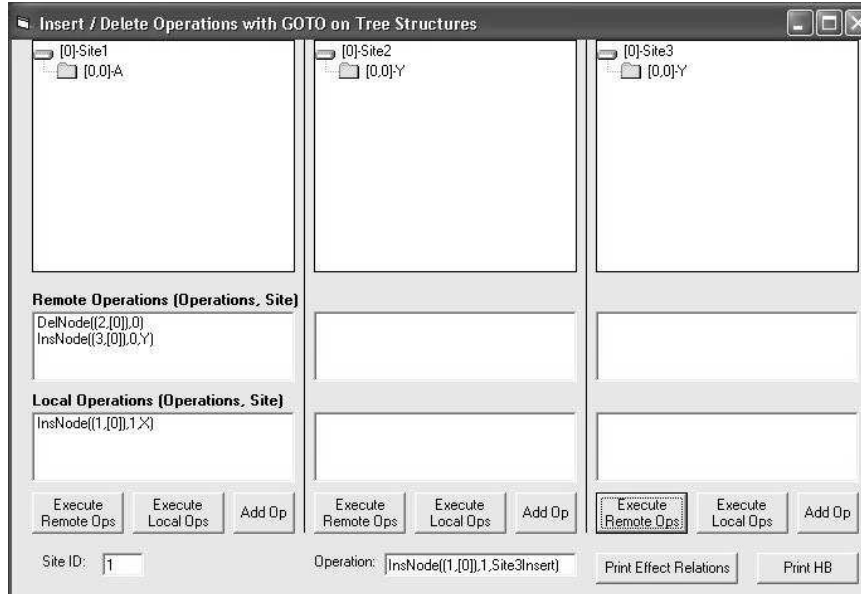 Insert / Delete Operations with GOTO on Tree Structures
[0]-Site1
[0,0]-A
[0]-Site2
[0,0]-Y
[0]-Site3
[0,0]-Y
Remote Operations (Operations, Site)
DelNode((2,[0]),0)
InsNode((3,[0]),0,Y)
Local Operations (Operations, Site)
InsNode((1,[0]),1,X)
Execute
Remote Ops
Execute
Local Ops
Add Op
Execute
Remote Ops
Execute
Local Ops
Add Op
Execute
Remote Ops
Execute
Local Ops
Add Op
Site ID: 1
Operation: InsNode((1,[0]),1,Site3Insert)
Print Effect Relations
Print HB